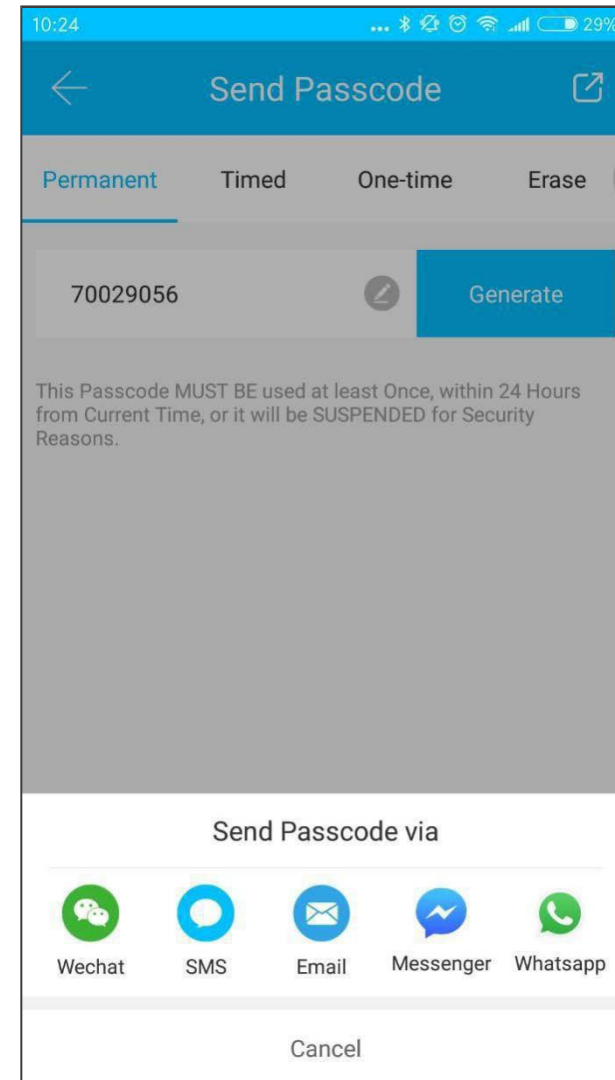 10:24 ... 29%
Send Passcode
Permanent Timed One-time Erase
70029056 Generate
This Passcode MUST BE used at least Once, within 24 Hours
from Current Time, or it will be SUSPENDED for Security
Reasons.
Send Passcode via
Wechat SMS Email Messenger Whatsapp
Cancel